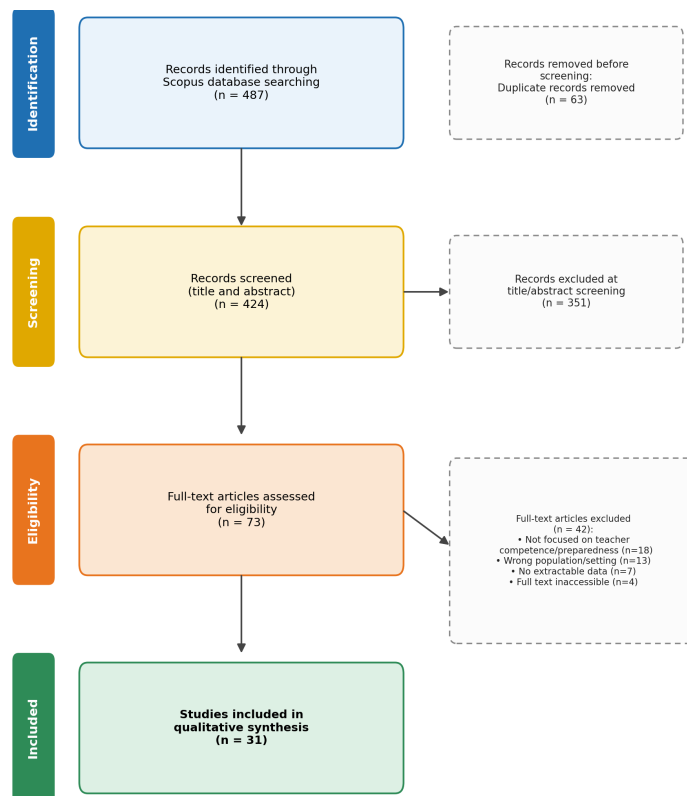 Identification
Records identified through
Scopus database searching
(n = 487)
Records removed before
screening:
Duplicate records removed
(n = 63)
Screening
Records screened
(title and abstract)
(n = 424)
Records excluded at
title/abstract screening
(n = 351)
Eligibility
Full-text articles assessed
for eligibility
(n = 73)
Full-text articles excluded
(n = 42):
• Not focused on teacher
competence/preparedness (n=18)
• Wrong population/setting (n=13)
• No extractable data (n=7)
• Full text inaccessible (n=4)
Included
Studies included in
qualitative synthesis
(n = 31)